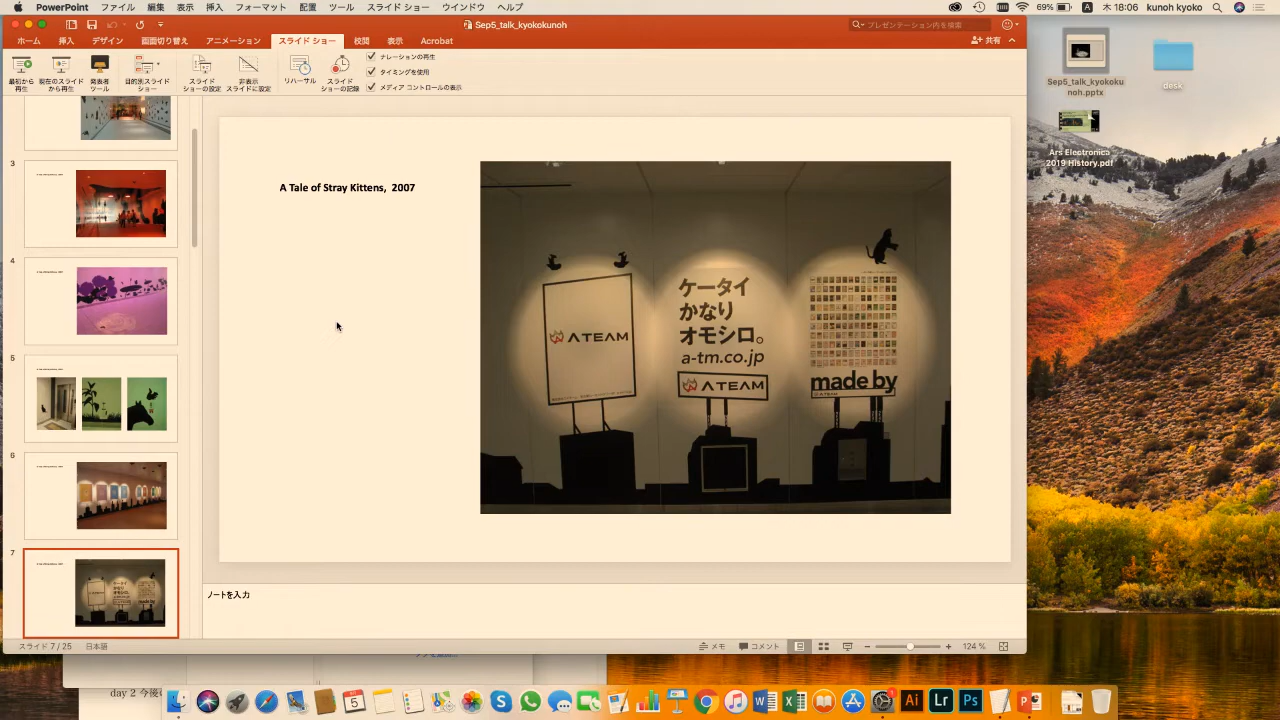 PowerPoint ファイル 編集 表示 挿入 フォーマット 配置 ツール スライド ショー ウインドウ ヘルプ 69% A 木 18:06 kunoh kyoko
Sep5_talk_kyokokunoh
プレゼンテーション内を検索
ホーム 挿入 デザイン 画面切り替え アニメーション スライド ショー 校閲 表示 Acrobat 共有
最初から再生
現在のスライドから再生
発表者ツール
目的別スライドショー
スライドショーの設定
非表示スライドに設定
リハーサル
スライドショーの記録
ナレーションの再生
タイミングを使用
メディア コントロールの表示
3
4
5
6
7
A Tale of Stray Kittens, 2007
ATEAM
ケータイ
かなり
オモシロ。
a-tm.co.jp
ATEAM
made by
ノートを入力
スライド 7 / 25 日本語 メモ コメント 124 %
Sep5_talk_kyokoku
noh.pptx
desk
Ars Electronica
2019 History.pdf
day 2 今後
5
Ai Lr Ps